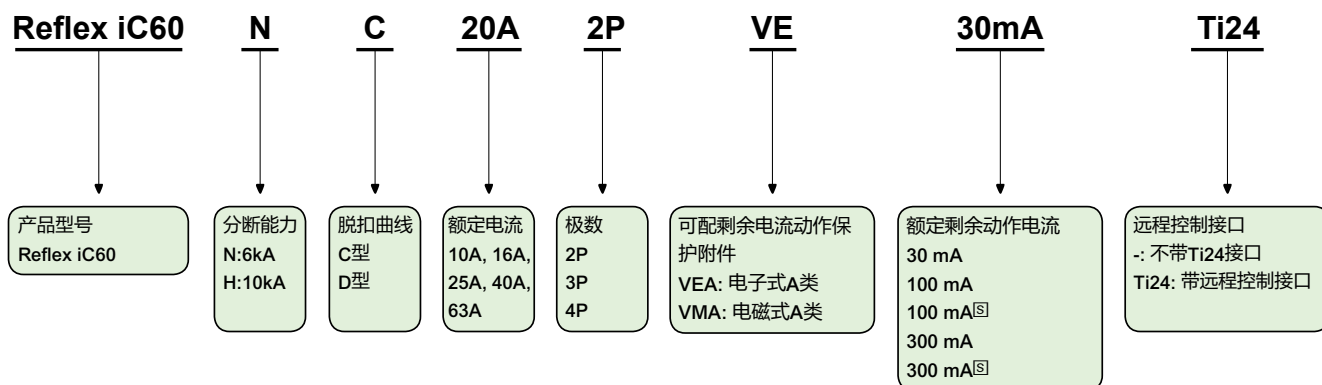 Reflex iC60 N C 20A 2P VE 30mA Ti24
产品型号
Reflex iC60
分断能力
N:6kA
H:10kA
脱扣曲线
C型
D型
额定电流
10A, 16A,
25A, 40A,
63A
极数
2P
3P
4P
可配剩余电流动作保
护附件
VEA: 电子式A类
VMA: 电磁式A类
额定剩余动作电流
30 mA
100 mA
100 mA🅂
300 mA
300 mA🅂
远程控制接口
-: 不带Ti24接口
Ti24: 带远程控制接口